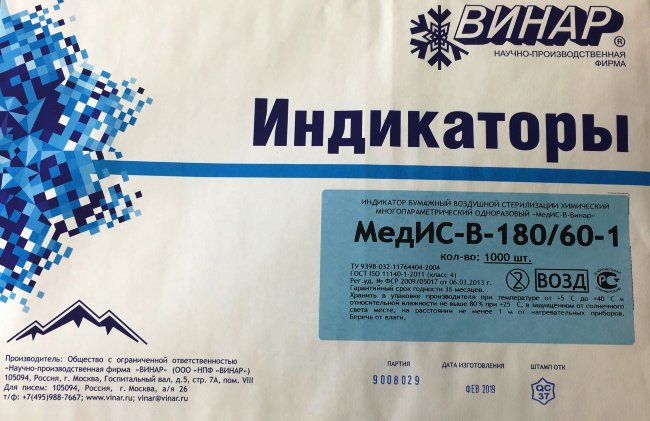 ВИНАР ®
НАУЧНО-ПРОИЗВОДСТВЕННАЯ
ФИРМА
Индикаторы
ИНДИКАТОР БУМАЖНЫЙ ВОЗДУШНОЙ СТЕРИЛИЗАЦИИ ХИМИЧЕСКИЙ
МНОГОПАРАМЕТРИЧЕСКИЙ ОДНОРАЗОВЫЙ «МедИС-В-Винар»
МедИС-В-180/60-1
КОЛ-ВО: 1000 шт.
ТУ 9398-032-11764404-2004
ГОСТ ISO 11140-1-2011 (класс 4)
Рег.уд. № ФСР 2009/05017 от 06.03.2013 г.
Гарантийный срок годности 36 месяцев.
Хранить в упаковке производителя при температуре от +5 °С до +40 °С и
относительной влажности не выше 80% при +25 °С, в защищенном от солнечного
света месте, на расстоянии не менее 1 м от нагревательных приборов.
Беречь от влаги.
2
ВОЗД
Производитель: Общество с ограниченной ответственностью
«Научно-производственная фирма «ВИНАР» (ООО «НПФ «ВИНАР»)
105094, Россия, г. Москва, Госпитальный вал, д.5, стр. 7А, пом. VIII
Для писем: 105094, Россия, г. Москва, а/я 26
т/ф: +7(495)988-7667; www.vinar.ru; vinar@vinar.ru
ПАРТИЯ
9008029
ДАТА ИЗГОТОВЛЕНИЯ
ФЕВ 2019
ШТАМП ОТК
QC
37